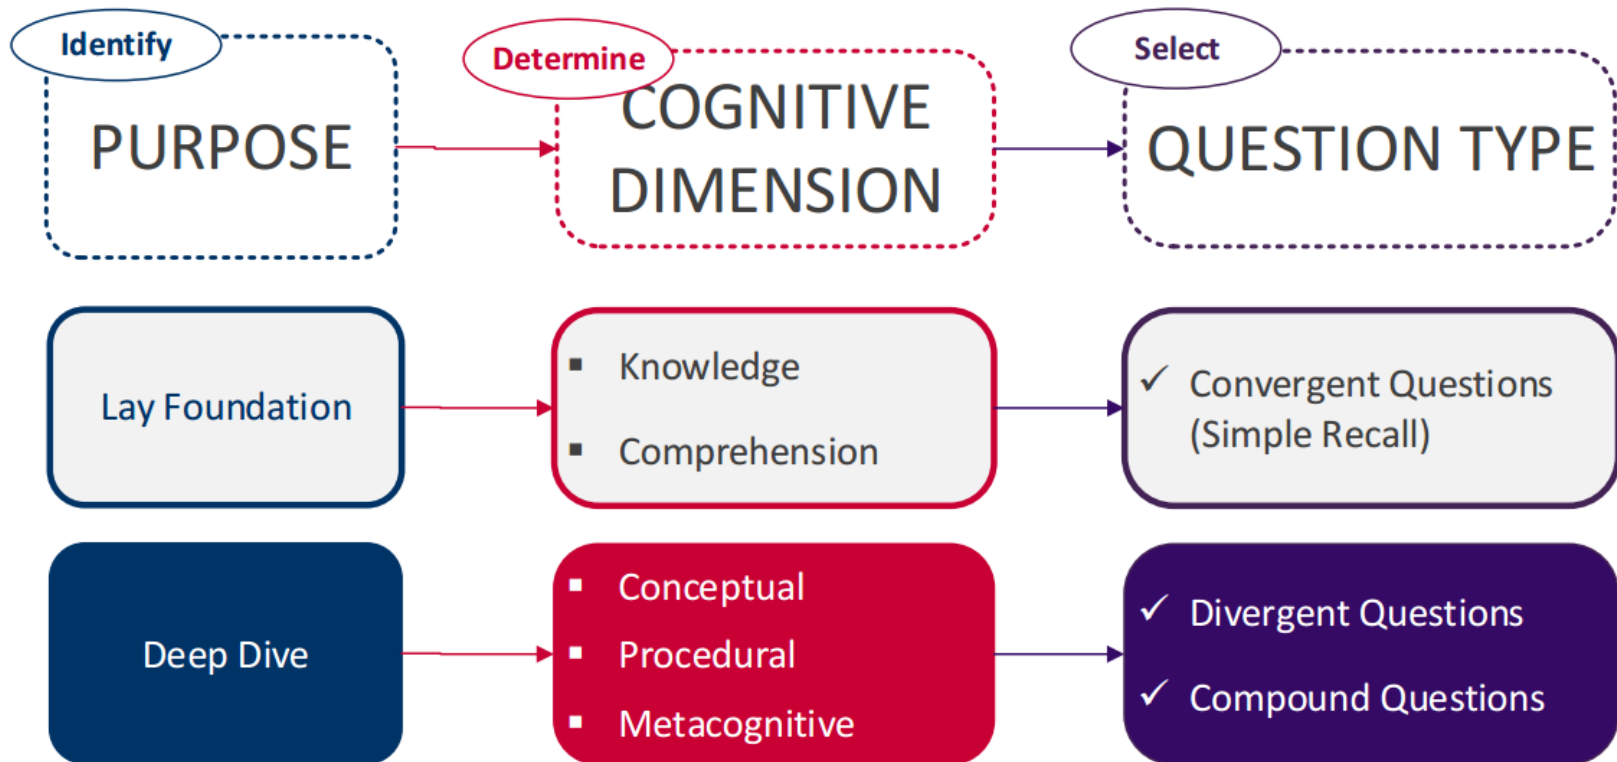 Identify
PURPOSE
Determine
COGNITIVE
DIMENSION
Select
QUESTION TYPE
Lay Foundation
▪ Knowledge
▪ Comprehension
✓ Convergent Questions
(Simple Recall)
Deep Dive
▪ Conceptual
▪ Procedural
▪ Metacognitive
✓ Divergent Questions
✓ Compound Questions